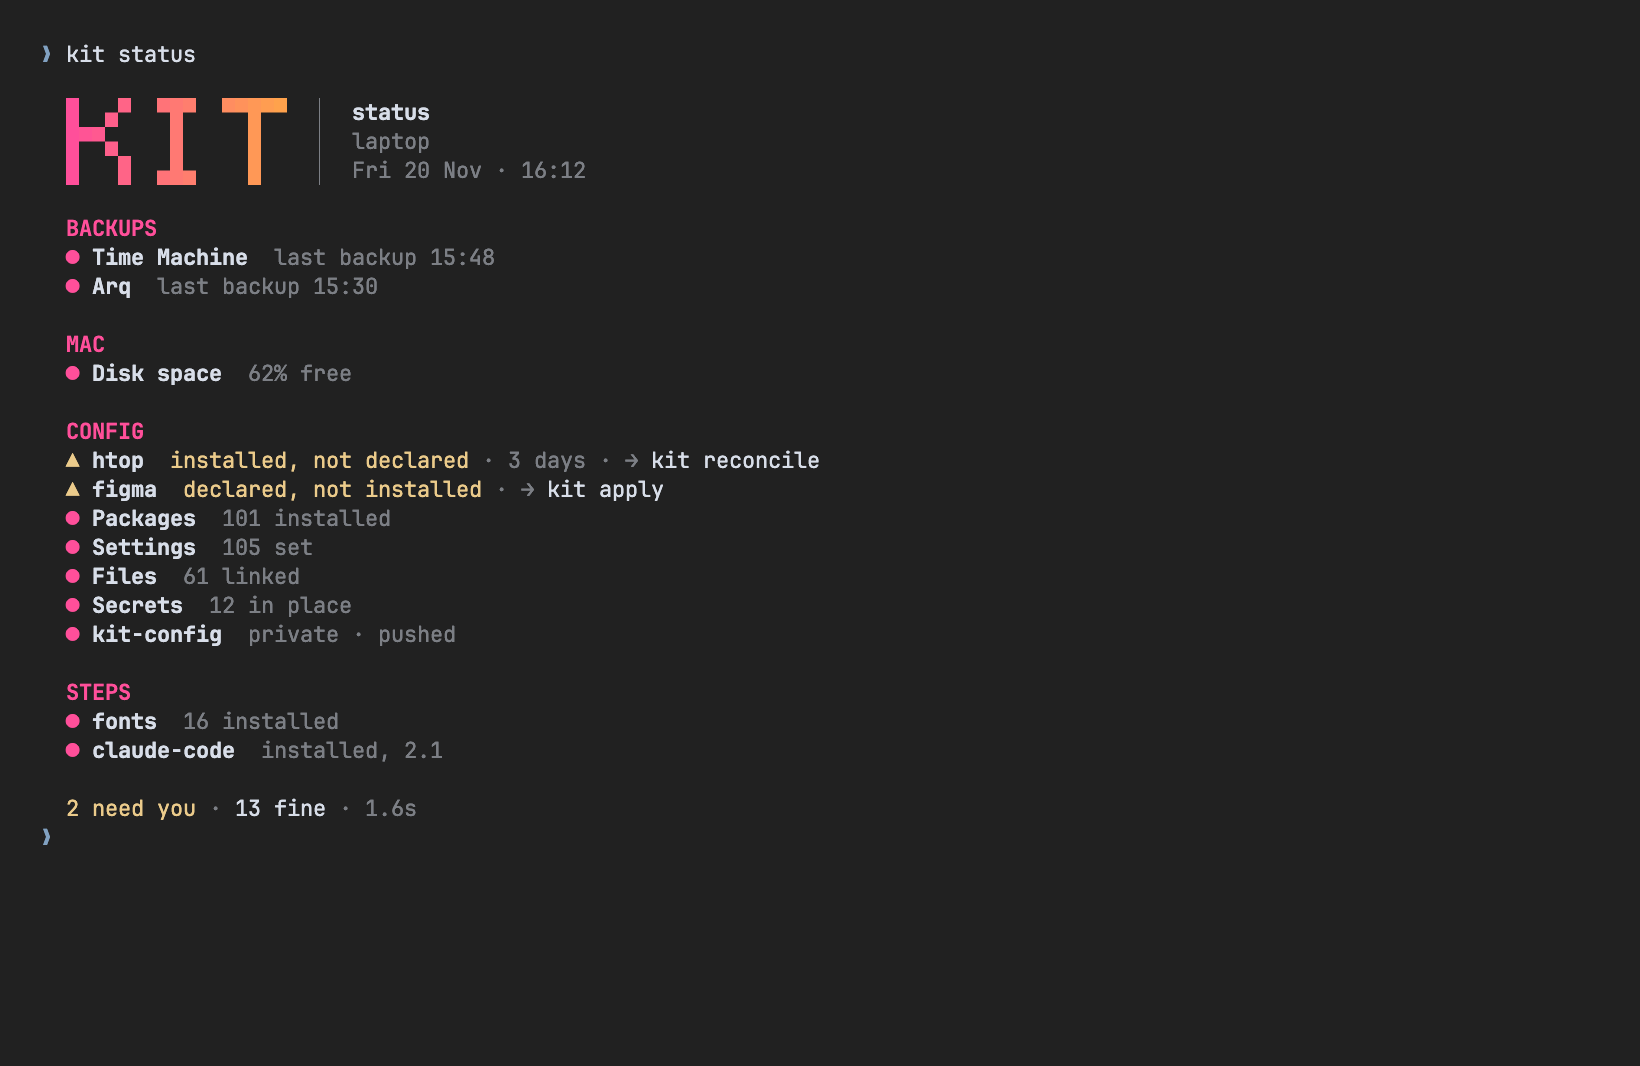 ❯ kit status
KIT
status
laptop
Fri 20 Nov · 16:12
BACKUPS
● Time Machine  last backup 15:48
● Arq  last backup 15:30
MAC
● Disk space  62% free
CONFIG
▲ htop  installed, not declared · 3 days · → kit reconcile
▲ figma  declared, not installed · → kit apply
● Packages  101 installed
● Settings  105 set
● Files  61 linked
● Secrets  12 in place
● kit-config  private · pushed
STEPS
● fonts  16 installed
● claude-code  installed, 2.1
2 need you · 13 fine · 1.6s
❯